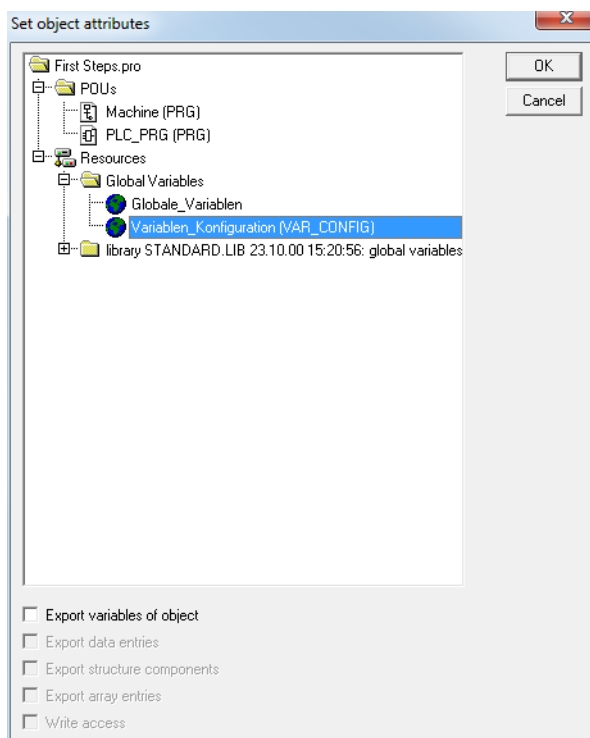 Set object attributes
First Steps.pro
OK
POUs
Cancel
Machine (PRG)
PLC_PRG (PRG)
Resources
Global Variables
Globale_Variablen
Variablen_Konfiguration (VAR_CONFIG)
library STANDARD.LIB 23.10.00 15:20:56: global variables
Export variables of object
Export data entries
Export structure components
Export array entries
Write access